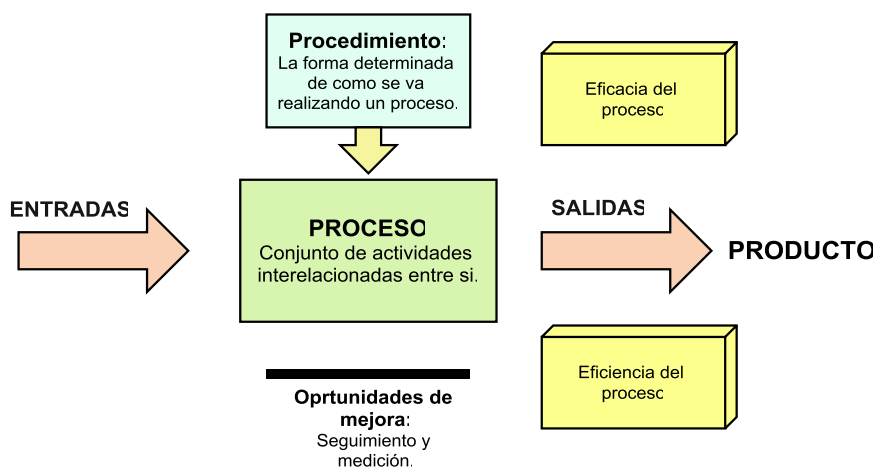 Procedimiento:
La forma determinada
de como se va
realizando un proceso.
Eficacia del
proceso
ENTRADAS
PROCESO
Conjunto de actividades
interelacionadas entre si.
SALIDAS
PRODUCTO
Eficiencia del
proceso
Oprtunidades de
mejora:
Seguimiento y
medición.